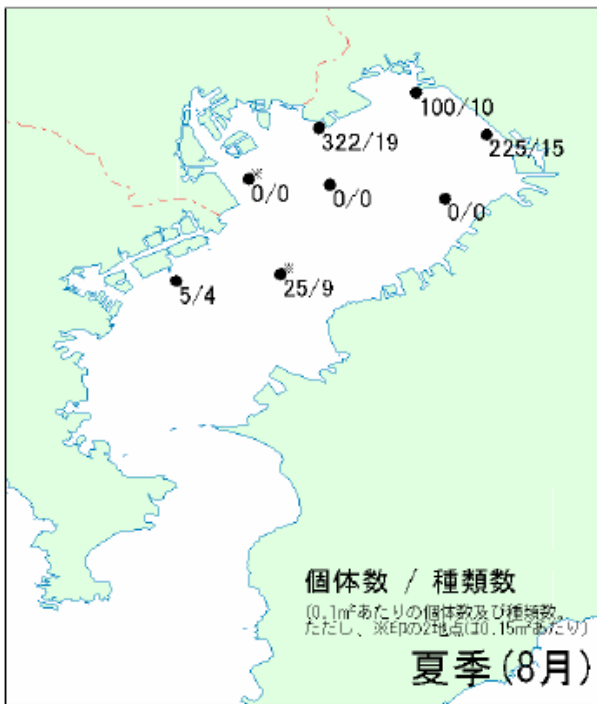 100/10
322/19
225/15
※
0/0
0/0
0/0
※
5/4
25/9
個体数 / 種類数
(0.1㎡あたりの個体数及び種類数。
ただし、※印の2地点は0.15㎡あたり)
夏季(8月)